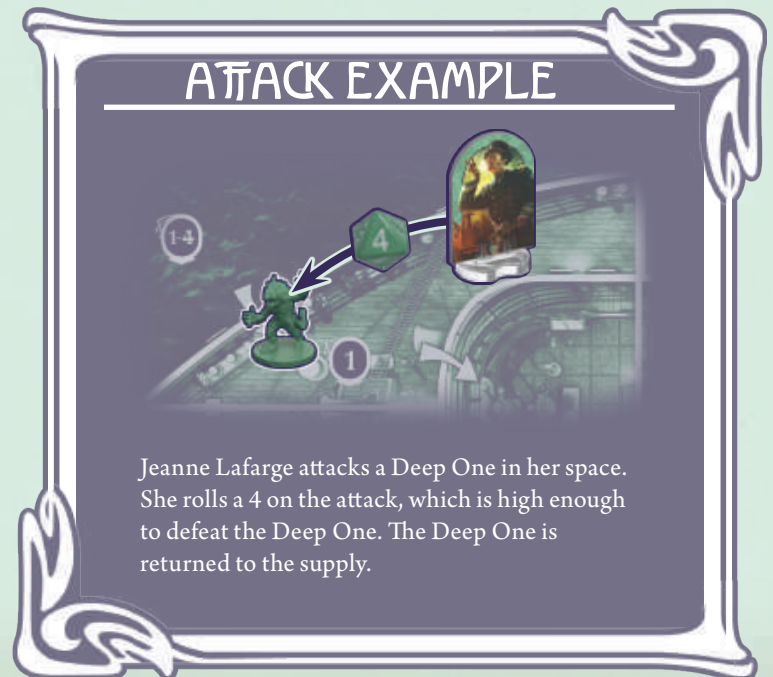 ATTACK EXAMPLE
1-4
4
1
Jeanne Lafarge attacks a Deep One in her space.
She rolls a 4 on the attack, which is high enough
to defeat the Deep One. The Deep One is
returned to the supply.